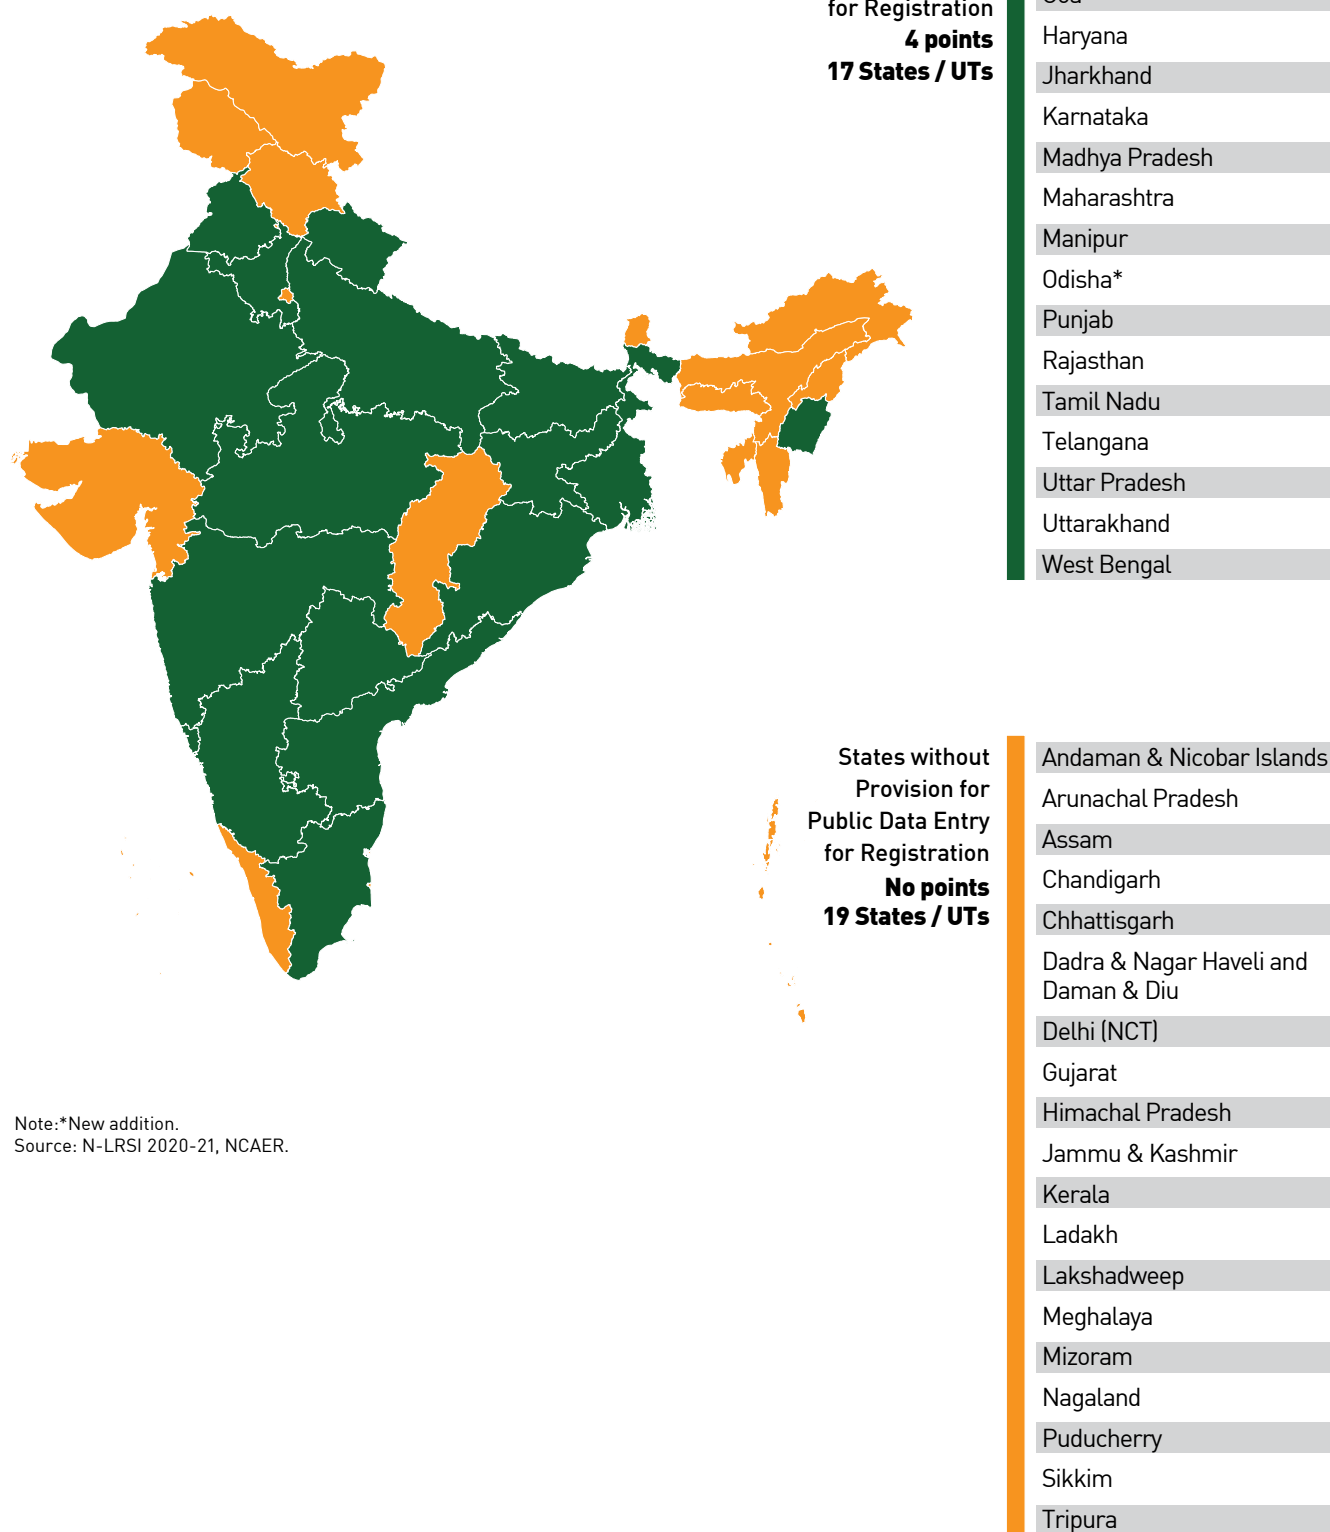 for Registration
4 points
17 States / UTs
Haryana
Jharkhand
Karnataka
Madhya Pradesh
Maharashtra
Manipur
Odisha*
Punjab
Rajasthan
Tamil Nadu
Telangana
Uttar Pradesh
Uttarakhand
West Bengal
States without
Provision for
Public Data Entry
for Registration
No points
19 States / UTs
Andaman & Nicobar Islands
Arunachal Pradesh
Assam
Chandigarh
Chhattisgarh
Dadra & Nagar Haveli and
Daman & Diu
Delhi (NCT)
Gujarat
Himachal Pradesh
Jammu & Kashmir
Kerala
Ladakh
Lakshadweep
Meghalaya
Mizoram
Nagaland
Puducherry
Sikkim
Tripura
Note:*New addition.
Source: N-LRSI 2020-21, NCAER.